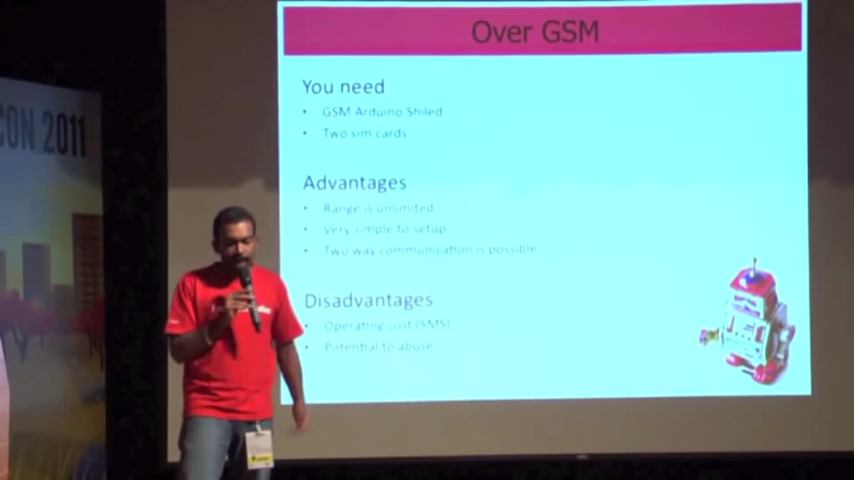 CON 2011
Over GSM
You need
• GSM Arduino Shiled
• Two sim cards
Advantages
• Range is unlimited
• Very simple to setup
• Two way communication is possible
Disadvantages
• Operating cost (SMS)
• Potential to abuse